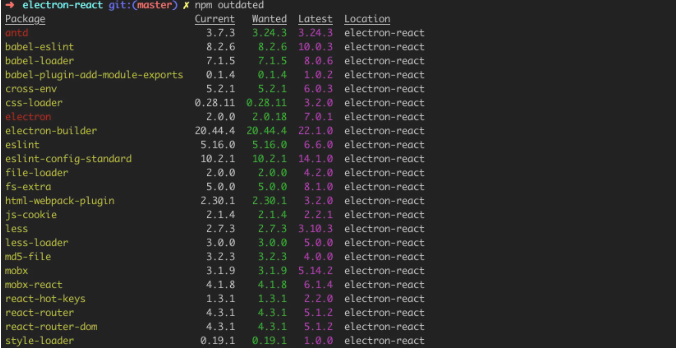 ➜ electron-react git:(master) ✗ npm outdated
Package Current Wanted Latest Location
antd 3.7.3 3.24.3 3.24.3 electron-react
babel-eslint 8.2.6 8.2.6 10.0.3 electron-react
babel-loader 7.1.5 7.1.5 8.0.6 electron-react
babel-plugin-add-module-exports 0.1.4 0.1.4 1.0.2 electron-react
cross-env 5.2.1 5.2.1 6.0.3 electron-react
css-loader 0.28.11 0.28.11 3.2.0 electron-react
electron 2.0.0 2.0.18 7.0.1 electron-react
electron-builder 20.44.4 20.44.4 22.1.0 electron-react
eslint 5.16.0 5.16.0 6.6.0 electron-react
eslint-config-standard 10.2.1 10.2.1 14.1.0 electron-react
file-loader 2.0.0 2.0.0 4.2.0 electron-react
fs-extra 5.0.0 5.0.0 8.1.0 electron-react
html-webpack-plugin 2.30.1 2.30.1 3.2.0 electron-react
js-cookie 2.1.4 2.1.4 2.2.1 electron-react
less 2.7.3 2.7.3 3.10.3 electron-react
less-loader 3.0.0 3.0.0 5.0.0 electron-react
md5-file 3.2.3 3.2.3 4.0.0 electron-react
mobx 3.1.9 3.1.9 5.14.2 electron-react
mobx-react 4.1.8 4.1.8 6.1.4 electron-react
react-hot-keys 1.3.1 1.3.1 2.2.0 electron-react
react-router 4.3.1 4.3.1 5.1.2 electron-react
react-router-dom 4.3.1 4.3.1 5.1.2 electron-react
style-loader 0.19.1 0.19.1 1.0.0 electron-react